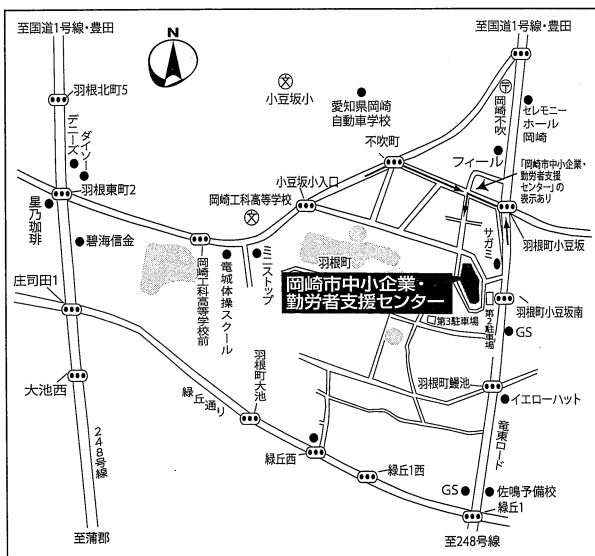 至国道1号線・豊田
至国道1号線・豊田
N
羽根北町5
文
小豆坂小
愛知県岡崎
自動車学校
〒
岡崎不吹
セレモニー
ホール
岡崎
デニーズ
ダイソー
不吹町
フィール
「岡崎市中小企業・
勤労者支援
センター」の
表示あり
羽根東町2
星乃珈琲
岡崎工科高等学校
文
小豆坂小入口
羽根町小豆坂
碧海信金
サガミ
岡崎工科高等学校前
竜城体操スクール
ミニストップ
羽根町
岡崎市中小企業・
勤労者支援センター
庄司田1
第3駐車場
第2駐車場
羽根町小豆坂南
GS
大池西
緑丘通り
羽根町大池
羽根町鰻池
イエローハット
248号線
緑丘西
緑丘1西
竜東ロード
GS
佐鳴予備校
緑丘1
至蒲郡
至248号線